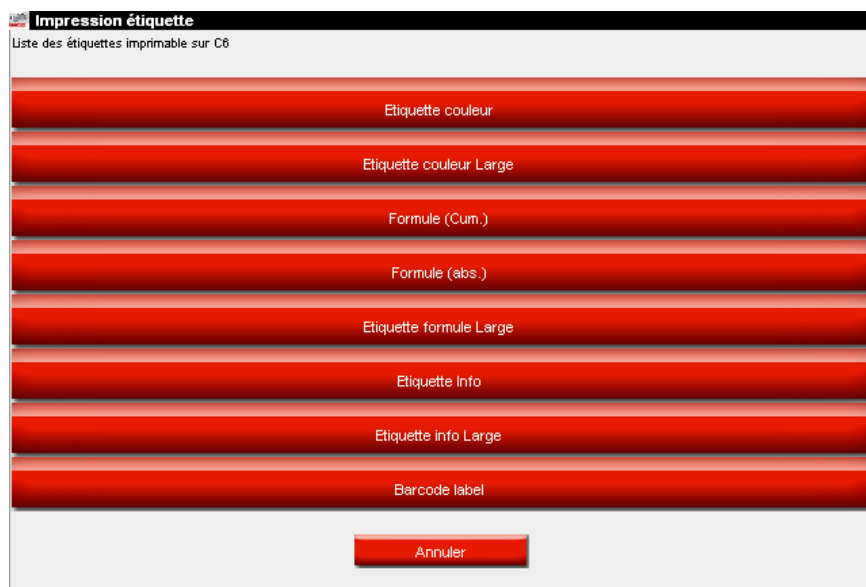 Impression étiquette
Liste des étiquettes imprimable sur C6
Etiquette couleur
Etiquette couleur Large
Formule (Cum.)
Formule (abs.)
Etiquette formule Large
Etiquette Info
Etiquette info Large
Barcode label
Annuler